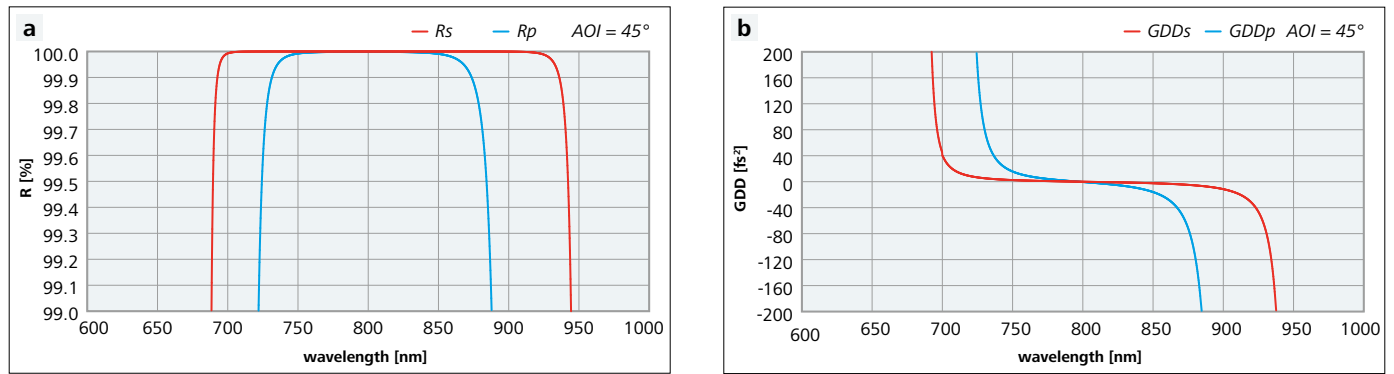 a
Rs Rp AOI = 45°
100.0
99.9
99.8
99.7
99.6
99.5
99.4
99.3
99.2
99.1
99.0
R [%]
600 650 700 750 800 850 900 950 1000
wavelength [nm]
b
GDDs GDDp AOI = 45°
200
160
120
80
40
0
-40
-80
-120
-160
-200
GDD [fs²]
600 650 700 750 800 850 900 950 1000
wavelength [nm]